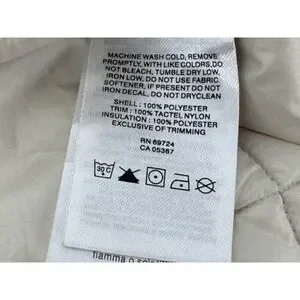 MACHINE WASH COLD, REMOVE
PROMPTLY, WITH LIKE COLORS, DO
NOT BLEACH, TUMBLE DRY LOW,
IRON LOW, DO NOT USE FABRIC
SOFTENER, IF PRESENT DO NOT
IRON DECAL, DO NOT DRYCLEAN
SHELL : 100% POLYESTER
TRIM : 100% TACTEL NYLON
INSULATION : 100% POLYESTER
EXCLUSIVE OF TRIMMING
RN 69724
CA 05367
30 C
fiamma o